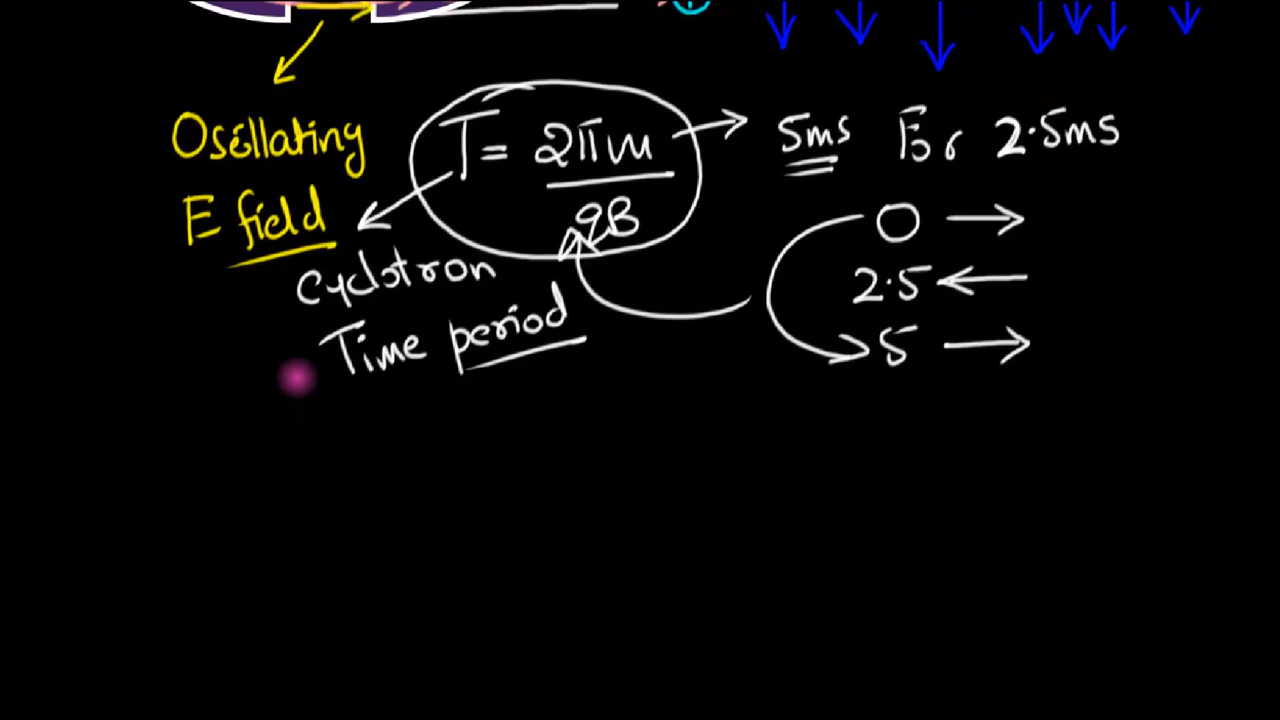 Oscillating
E field
T = 2πm
qB
Cyclotron
Time period
5ms For 2.5ms
0 →
2.5 ←
5 →